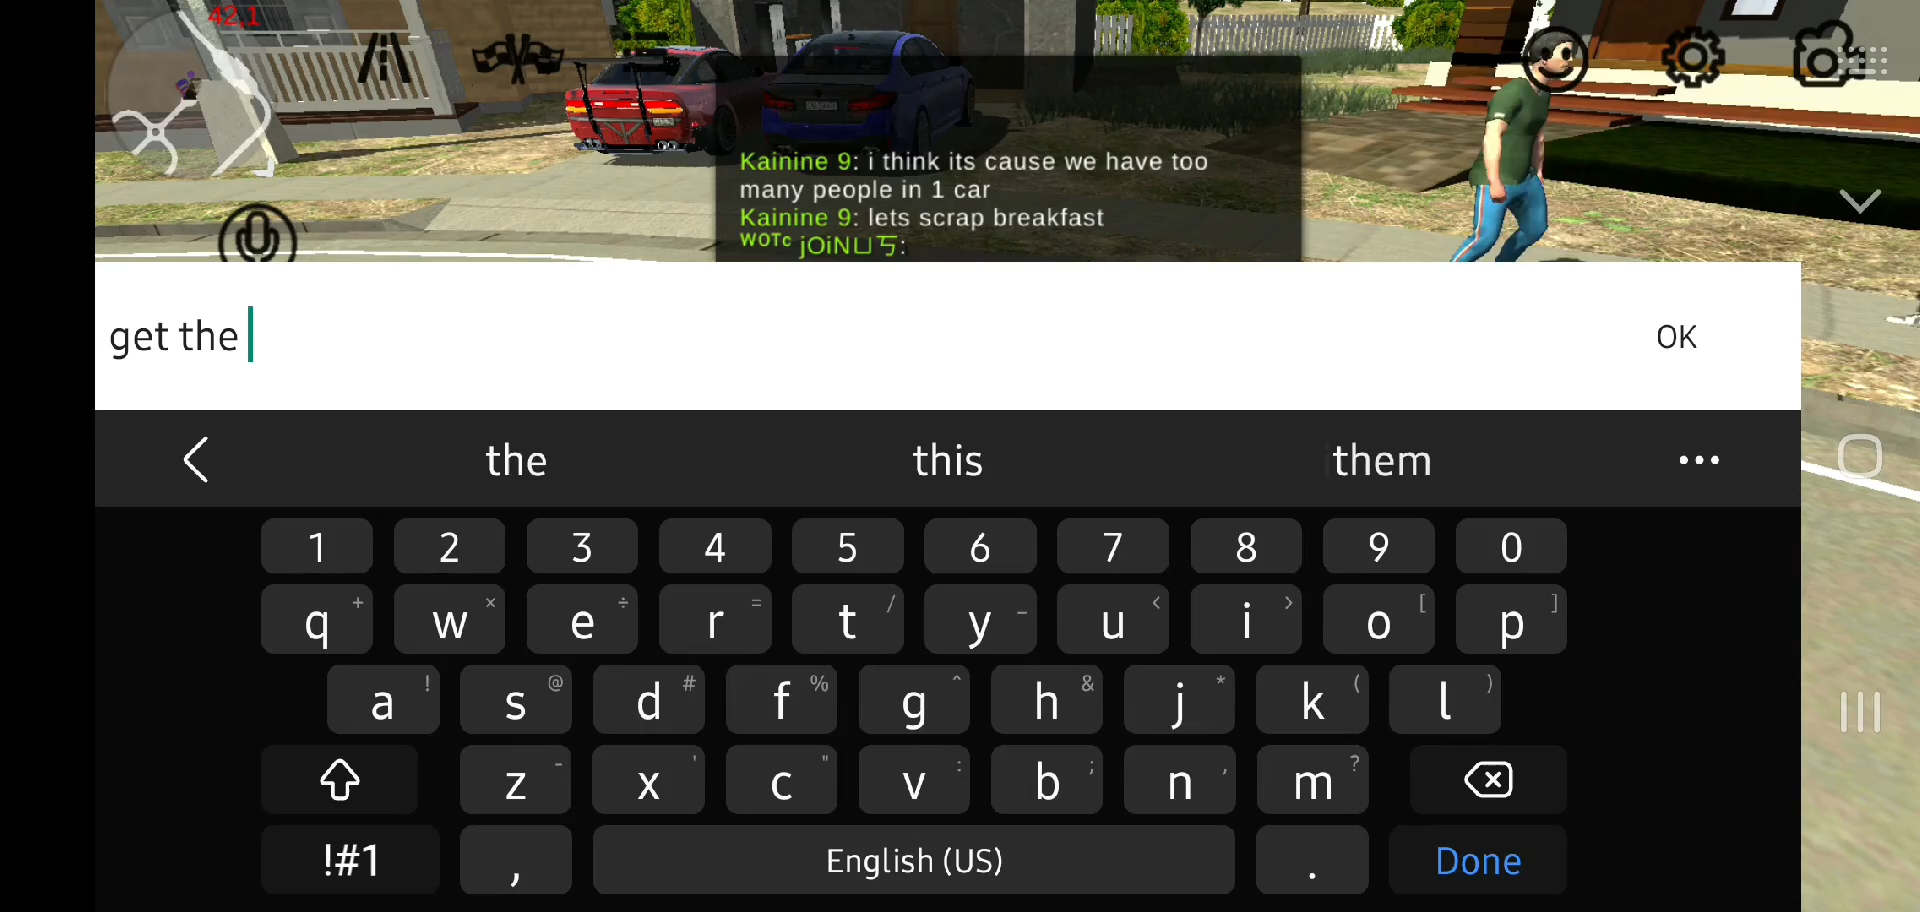 42,1
Kainine 9: i think its cause we have too
many people in 1 car
Kainine 9: lets scrap breakfast
get the
OK
the this them •••
1 2 3 4 5 6 7 8 9 0
q + w × e ÷ r = t / y _ u < i > o [ p ]
a ! s @ d # f % g ^ h & j * k ( l )
z - x ' c " v : b ; n , m ?
!#1 , English (US) . Done